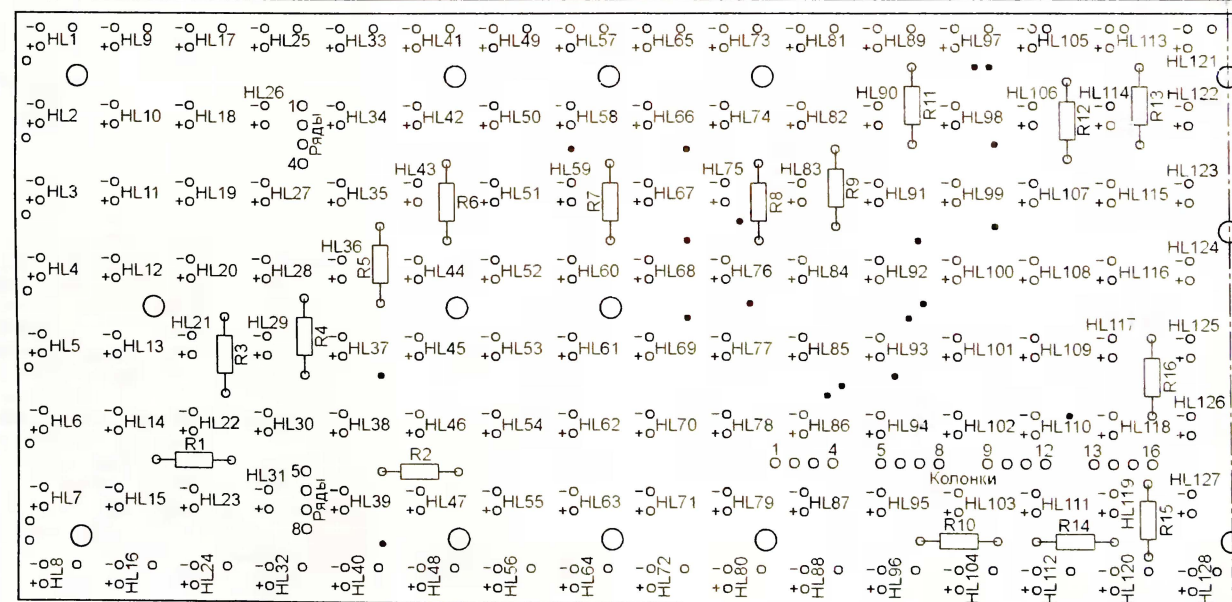 HL1 HL9 HL17 HL25 HL33 HL41 HL49 HL57 HL65 HL73 HL81 HL89 HL97 HL105 HL113
HL121
HL26 1 HL90 R11 HL106 R12 HL114 R13 HL122
HL2 HL10 HL18 Ряды HL34 HL42 HL50 HL58 HL66 HL74 HL82 HL98
4
HL43 HL59 HL75 HL83 HL123
HL3 HL11 HL19 HL27 HL35 R6 HL51 R7 HL67 R8 R9 HL91 HL99 HL107 HL115
HL36 HL124
HL4 HL12 HL20 HL28 R5 HL44 HL52 HL60 HL68 HL76 HL84 HL92 HL100 HL108 HL116
HL21 HL29 HL117 HL125
HL5 HL13 R3 R4 HL37 HL45 HL53 HL61 HL69 HL77 HL85 HL93 HL101 HL109 R16
HL126
HL6 HL14 HL22 HL30 HL38 HL46 HL54 HL62 HL70 HL78 HL86 HL94 HL102 HL110 HL118
R1 R2 1 4 5 8 9 12 13 16
HL31 5 Колонки HL127
HL7 HL15 HL23 Ряды HL39 HL47 HL55 HL63 HL71 HL79 HL87 HL95 HL103 HL111 HL119 R15
8 R10 R14
HL8 HL16 HL24 HL32 HL40 HL48 HL56 HL64 HL72 HL80 HL88 HL96 HL104 HL112 HL120 HL128